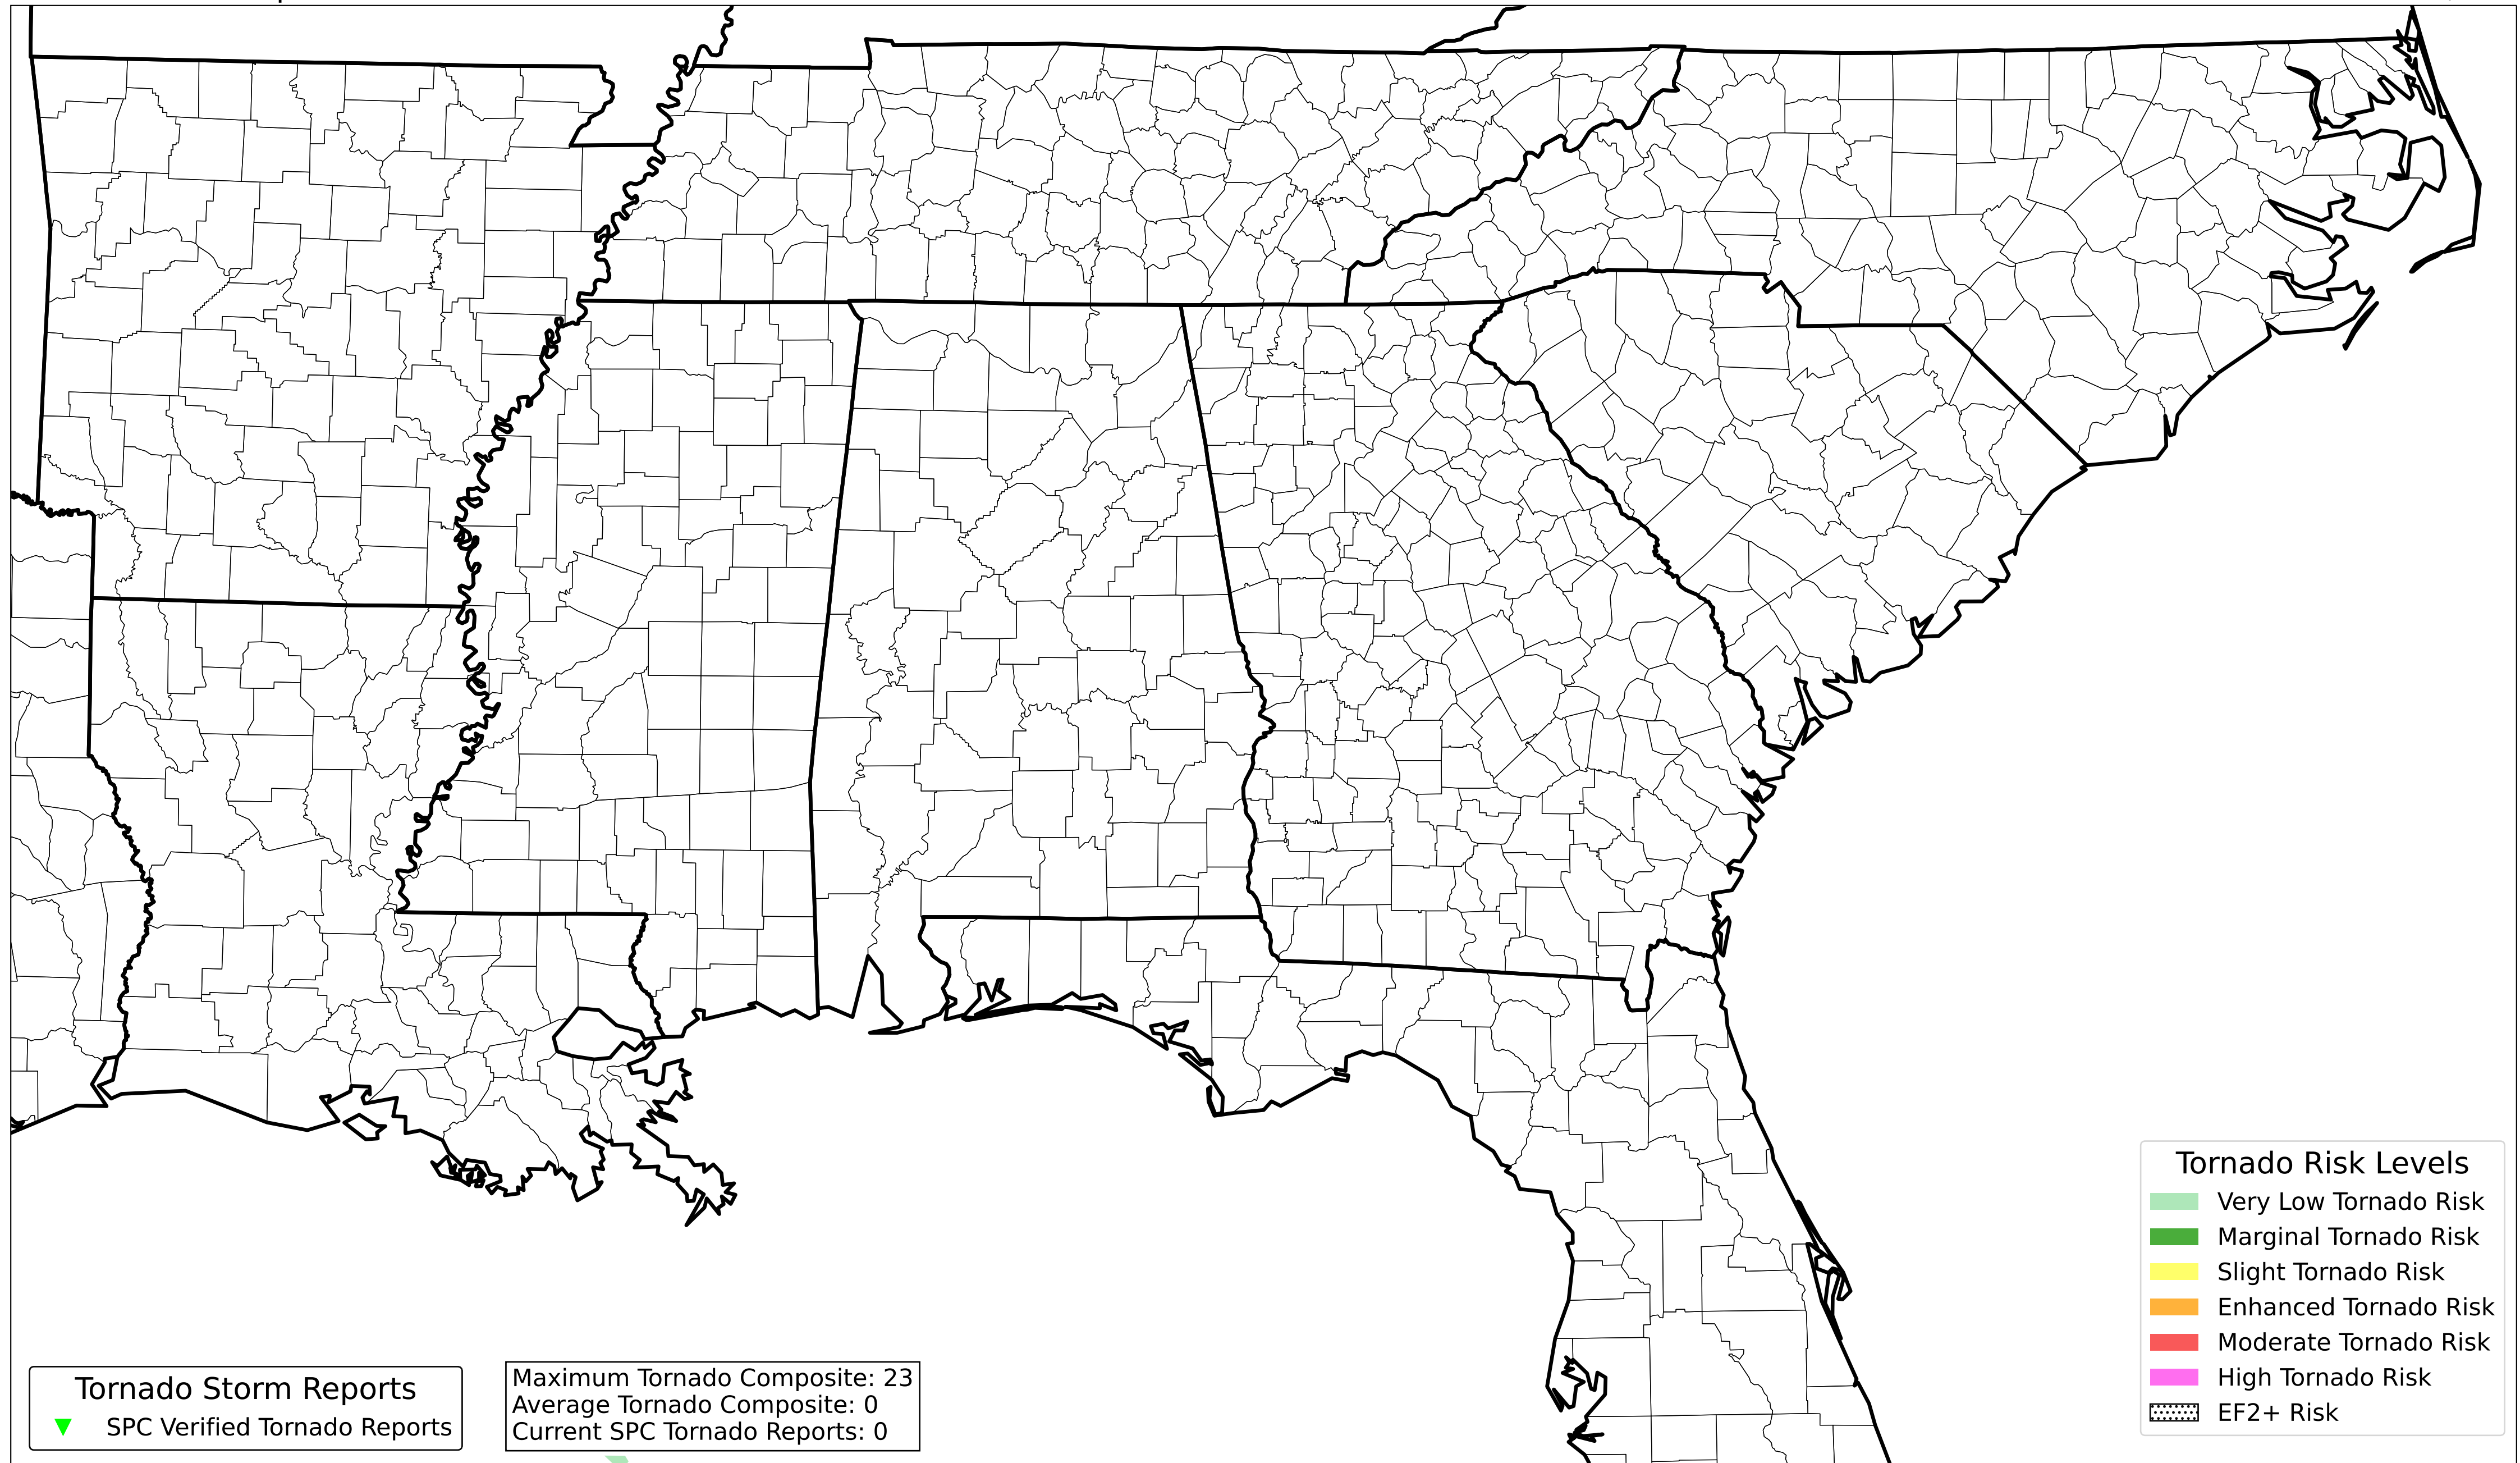 Tornado Risk Levels
Very Low Tornado Risk
Marginal Tornado Risk
Slight Tornado Risk
Enhanced Tornado Risk
Moderate Tornado Risk
High Tornado Risk
EF2+ Risk
Tornado Storm Reports
SPC Verified Tornado Reports
Maximum Tornado Composite: 23
Average Tornado Composite: 0
Current SPC Tornado Reports: 0